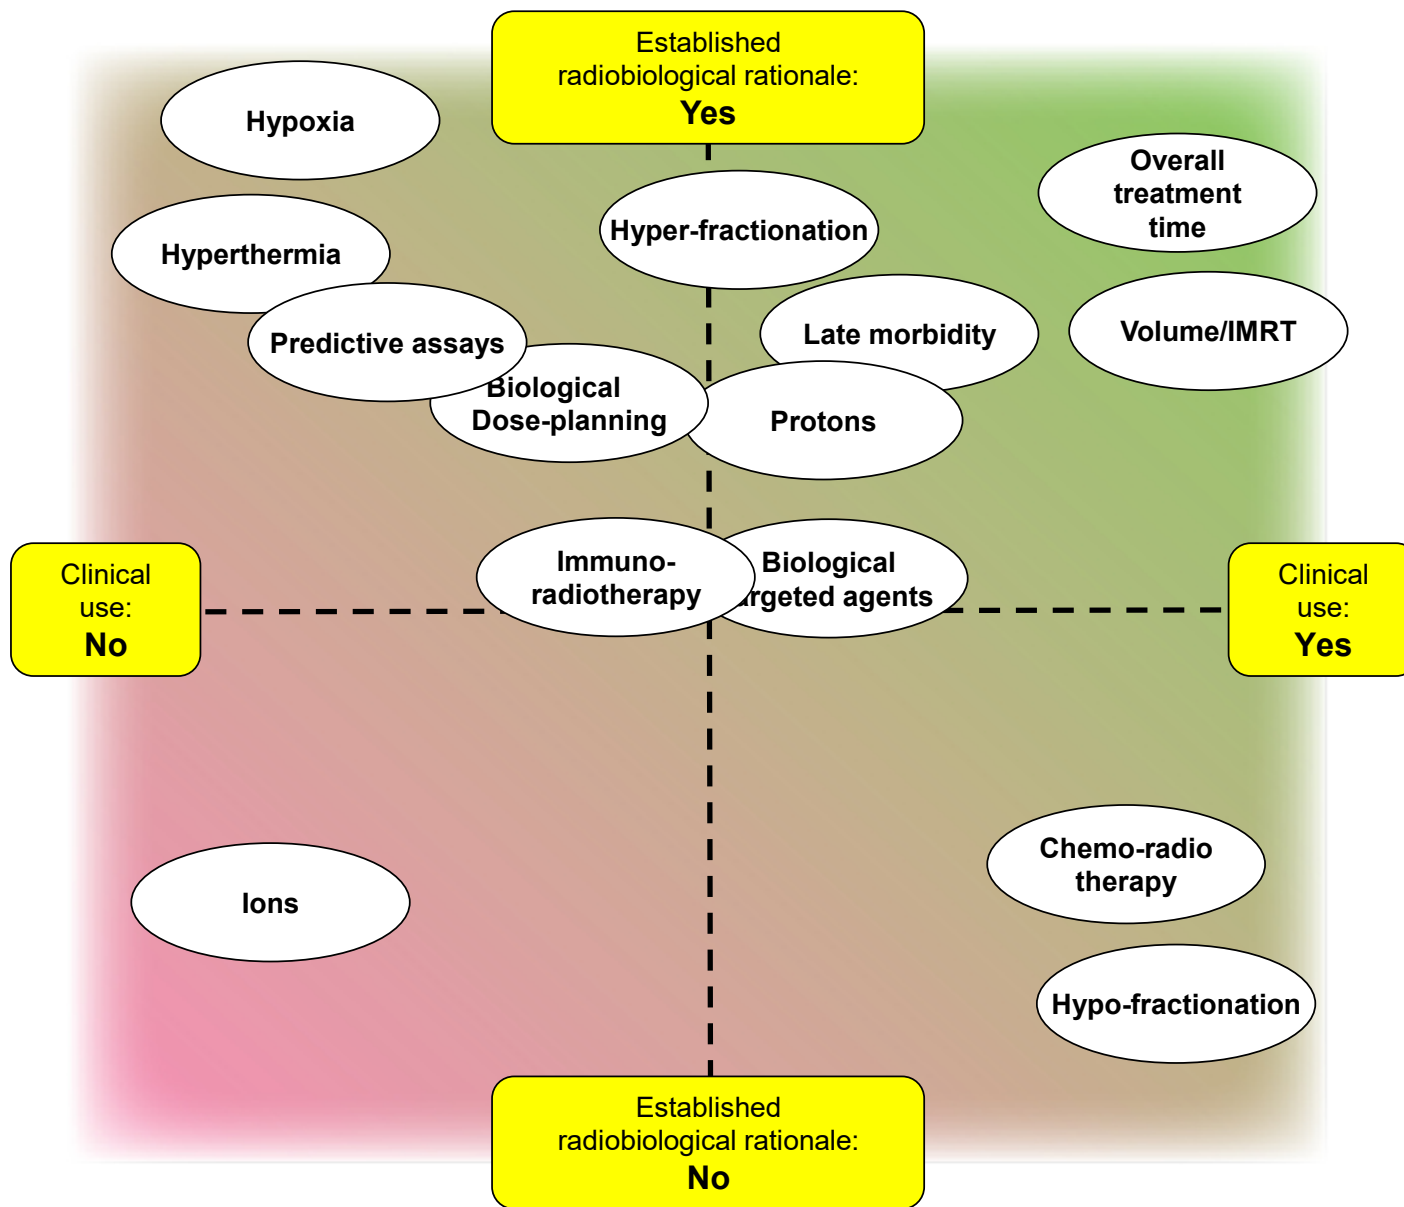 Established
radiobiological rationale:
Yes
Hypoxia
Overall
treatment
time
Hyper-fractionation
Hyperthermia
Late morbidity
Volume/IMRT
Predictive assays
Biological
Dose-planning
Protons
Immuno-
radiotherapy
Biological
argeted agents
Clinical
use:
No
Clinical
use:
Yes
Chemo-radio
therapy
Ions
Hypo-fractionation
Established
radiobiological rationale:
No